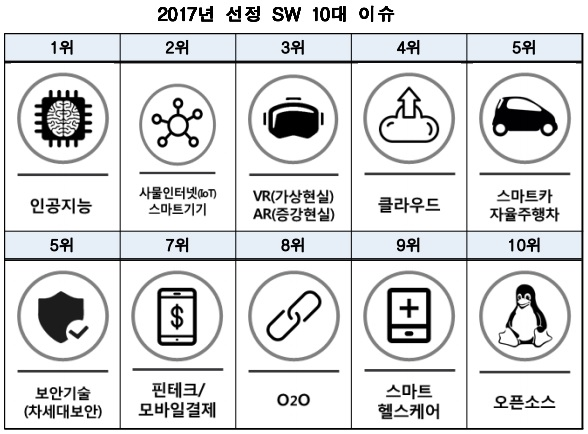 2017년 선정 SW 10대 이슈
1위 2위 3위 4위 5위
인공지능
사물인터넷(IoT)
스마트기기
VR(가상현실)
AR(증강현실)
클라우드
스마트카
자율주행차
5위 7위 8위 9위 10위
$
보안기술
(차세대보안)
핀테크/
모바일결제
O2O
스마트
헬스케어
오픈소스